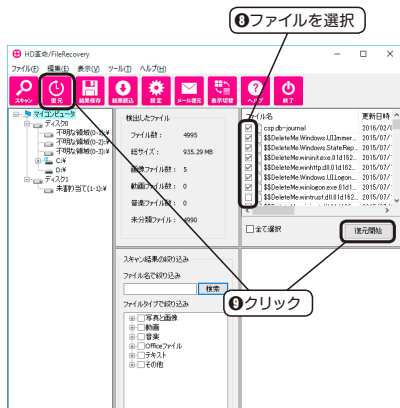 ❽ファイルを選択
HD革命/FileRecovery
ファイル(F) 編集(E) 表示(V) ツール(T) ヘルプ(H)
スキャン 復元 結果保存 結果読込 設定 メール復元 表示切替 ヘルプ 終了
マイコンピュータ
ディスク0
不明な領域(0-1):¥
不明な領域(0-2):¥
不明な領域(0-3):¥
C:¥
D:¥
ディスク1
未割り当て(1-1):¥
検出したファイル
ファイル数: 4995
総サイズ: 935.29 MB
画像ファイル数: 5
動画ファイル数: 0
音楽ファイル数: 0
未分類ファイル: 4990
ファイル名 更新日時
csp.db-journal 2016/02/
$$DeleteMe.Windows.UI.Immer... 2015/07/
$$DeleteMe.Windows.StateRep... 2015/07/
$$DeleteMe.wininit.exe.01d162... 2015/07/
$$DeleteMe.winhttp.dll.01d162... 2015/07/
$$DeleteMe.Windows.UI.Logon... 2015/07/
$$DeleteMe.winlogon.exe.01d1... 2015/07/
$$DeleteMe.wintrust.dll.01d162... 2015/07/
全て選択
復元開始
スキャン結果の絞り込み
ファイル名で絞り込み
検索
❾クリック
ファイルタイプで絞り込み
写真と画像
動画
音楽
Officeファイル
テキスト
その他